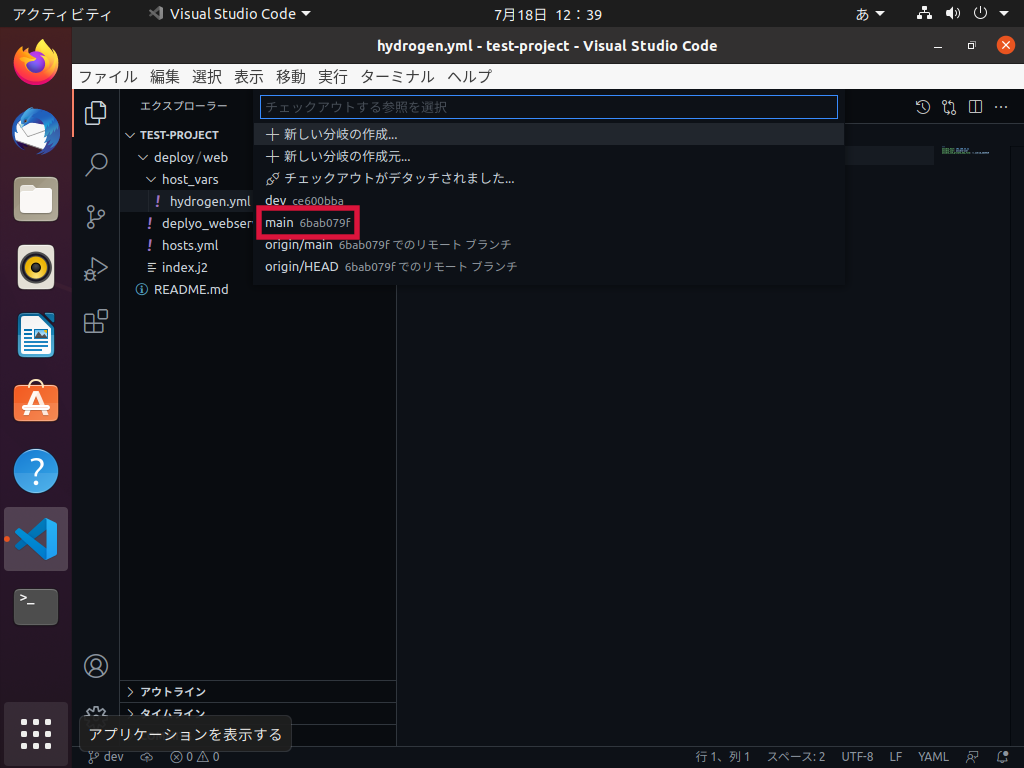 アクティビティ Visual Studio Code 7月18日 12：39 あ
hydrogen.yml - test-project - Visual Studio Code
ファイル 編集 選択 表示 移動 実行 ターミナル ヘルプ
エクスプローラー
チェックアウトする参照を選択
TEST-PROJECT
deploy/web
host_vars
! hydrogen.yml
! deplyo_webser
! hosts.yml
index.j2
README.md
新しい分岐の作成...
新しい分岐の作成元...
チェックアウトがデタッチされました...
dev ce600bba
main 6bab079f
origin/main 6bab079f でのリモート ブランチ
origin/HEAD 6bab079f でのリモート ブランチ
アウトライン
タイムライン
アプリケーションを表示する
dev 0 0 行 1、列 1 スペース: 2 UTF-8 LF YAML